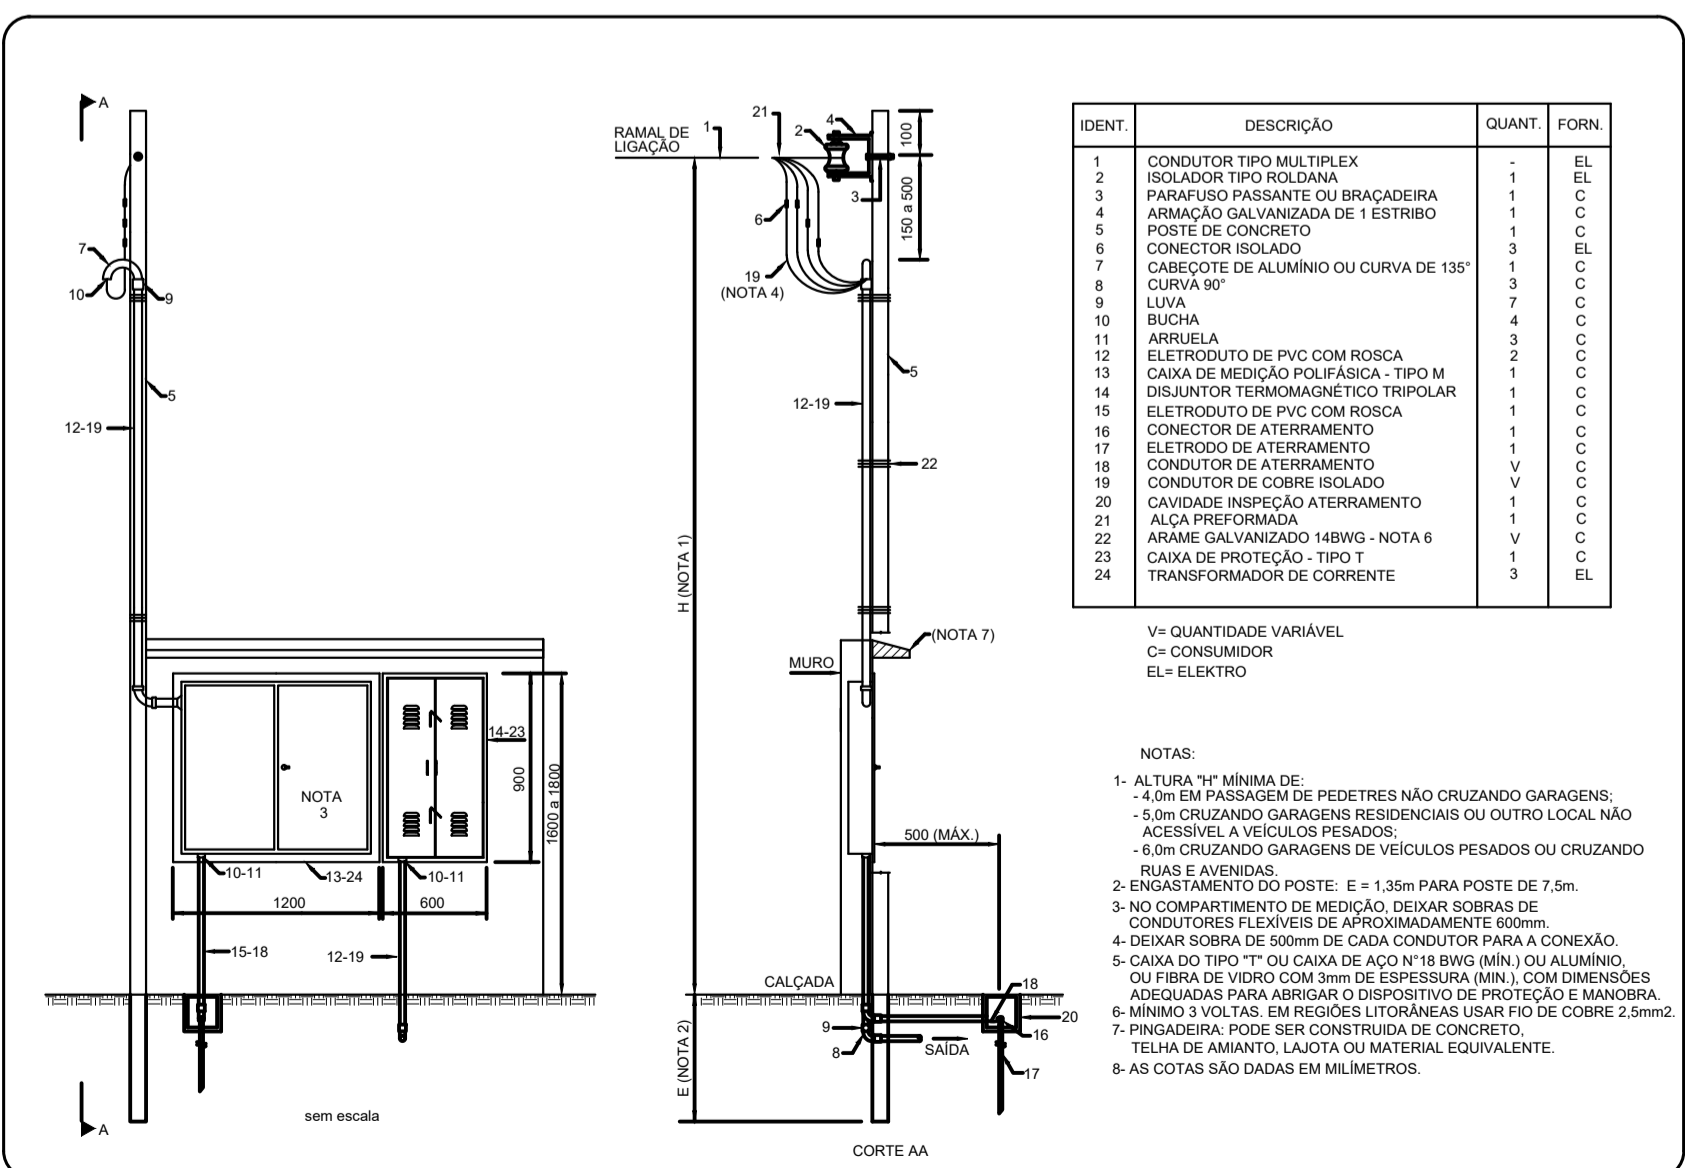 A
7
10
9
5
12-19
NOTA
3
14-23
900
1600 a 1800
10-11
13-24
10-11
1200
600
15-18
12-19
A
sem escala
RAMAL DE
LIGAÇÃO
1
21
2
4
3
100
150 a 500
6
19
(NOTA 4)
5
12-19
22
H (NOTA 1)
(NOTA 7)
MURO
500 (MÁX.)
CALÇADA
18
20
16
9
8
SAÍDA
17
E (NOTA 2)
CORTE AA
IDENT. DESCRIÇÃO QUANT. FORN.
1 CONDUTOR TIPO MULTIPLEX - EL
2 ISOLADOR TIPO ROLDANA 1 EL
3 PARAFUSO PASSANTE OU BRAÇADEIRA 1 C
4 ARMAÇÃO GALVANIZADA DE 1 ESTRIBO 1 C
5 POSTE DE CONCRETO 1 C
6 CONECTOR ISOLADO 3 EL
7 CABEÇOTE DE ALUMÍNIO OU CURVA DE 135° 1 C
8 CURVA 90° 3 C
9 LUVA 7 C
10 BUCHA 4 C
11 ARRUELA 3 C
12 ELETRODUTO DE PVC COM ROSCA 2 C
13 CAIXA DE MEDIÇÃO POLIFÁSICA - TIPO M 1 C
14 DISJUNTOR TERMOMAGNÉTICO TRIPOLAR 1 C
15 ELETRODUTO DE PVC COM ROSCA 1 C
16 CONECTOR DE ATERRAMENTO 1 C
17 ELETRODO DE ATERRAMENTO 1 C
18 CONDUTOR DE ATERRAMENTO V C
19 CONDUTOR DE COBRE ISOLADO V C
20 CAVIDADE INSPEÇÃO ATERRAMENTO 1 C
21 ALÇA PREFORMADA 1 C
22 ARAME GALVANIZADO 14BWG - NOTA 6 V C
23 CAIXA DE PROTEÇÃO - TIPO T 1 C
24 TRANSFORMADOR DE CORRENTE 3 EL
V= QUANTIDADE VARIÁVEL
C= CONSUMIDOR
EL= ELEKTRO
NOTAS:
1- ALTURA "H" MÍNIMA DE:
- 4,0m EM PASSAGEM DE PEDETRES NÃO CRUZANDO GARAGENS;
- 5,0m CRUZANDO GARAGENS RESIDENCIAIS OU OUTRO LOCAL NÃO
ACESSÍVEL A VEÍCULOS PESADOS;
- 6,0m CRUZANDO GARAGENS DE VEÍCULOS PESADOS OU CRUZANDO
RUAS E AVENIDAS.
2- ENGASTAMENTO DO POSTE: E = 1,35m PARA POSTE DE 7,5m.
3- NO COMPARTIMENTO DE MEDIÇÃO, DEIXAR SOBRAS DE
CONDUTORES FLEXÍVEIS DE APROXIMADAMENTE 600mm.
4- DEIXAR SOBRA DE 500mm DE CADA CONDUTOR PARA A CONEXÃO.
5- CAIXA DO TIPO "T" OU CAIXA DE AÇO N°18 BWG (MÍN.) OU ALUMÍNIO,
OU FIBRA DE VIDRO COM 3mm DE ESPESSURA (MIN.), COM DIMENSÕES
ADEQUADAS PARA ABRIGAR O DISPOSITIVO DE PROTEÇÃO E MANOBRA.
6- MÍNIMO 3 VOLTAS. EM REGIÕES LITORÂNEAS USAR FIO DE COBRE 2,5mm2.
7- PINGADEIRA: PODE SER CONSTRUIDA DE CONCRETO,
TELHA DE AMIANTO, LAJOTA OU MATERIAL EQUIVALENTE.
8- AS COTAS SÃO DADAS EM MILÍMETROS.